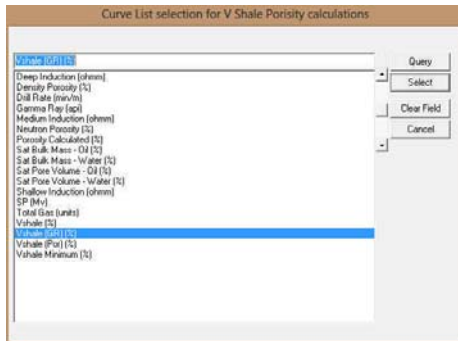 Curve List selection for V Shale Porisity calculations
Vshale (GR) (%)
Query
Select
Clear Field
Cancel
Deep Induction (ohmm)
Density Porosity (%)
Drill Rate (min/m)
Gamma Ray (api)
Medium Induction (ohmm)
Neutron Porosity (%)
Porosity Calculated (%)
Sat Bulk Mass - Oil (%)
Sat Bulk Mass - Water (%)
Sat Pore Volume - Oil (%)
Sat Pore Volume - Water (%)
Shallow Induction (ohmm)
SP (Mv)
Total Gas (units)
Vshale (%)
Vshale (GR) (%)
Vshale (Por) (%)
Vshale Minimum (%)